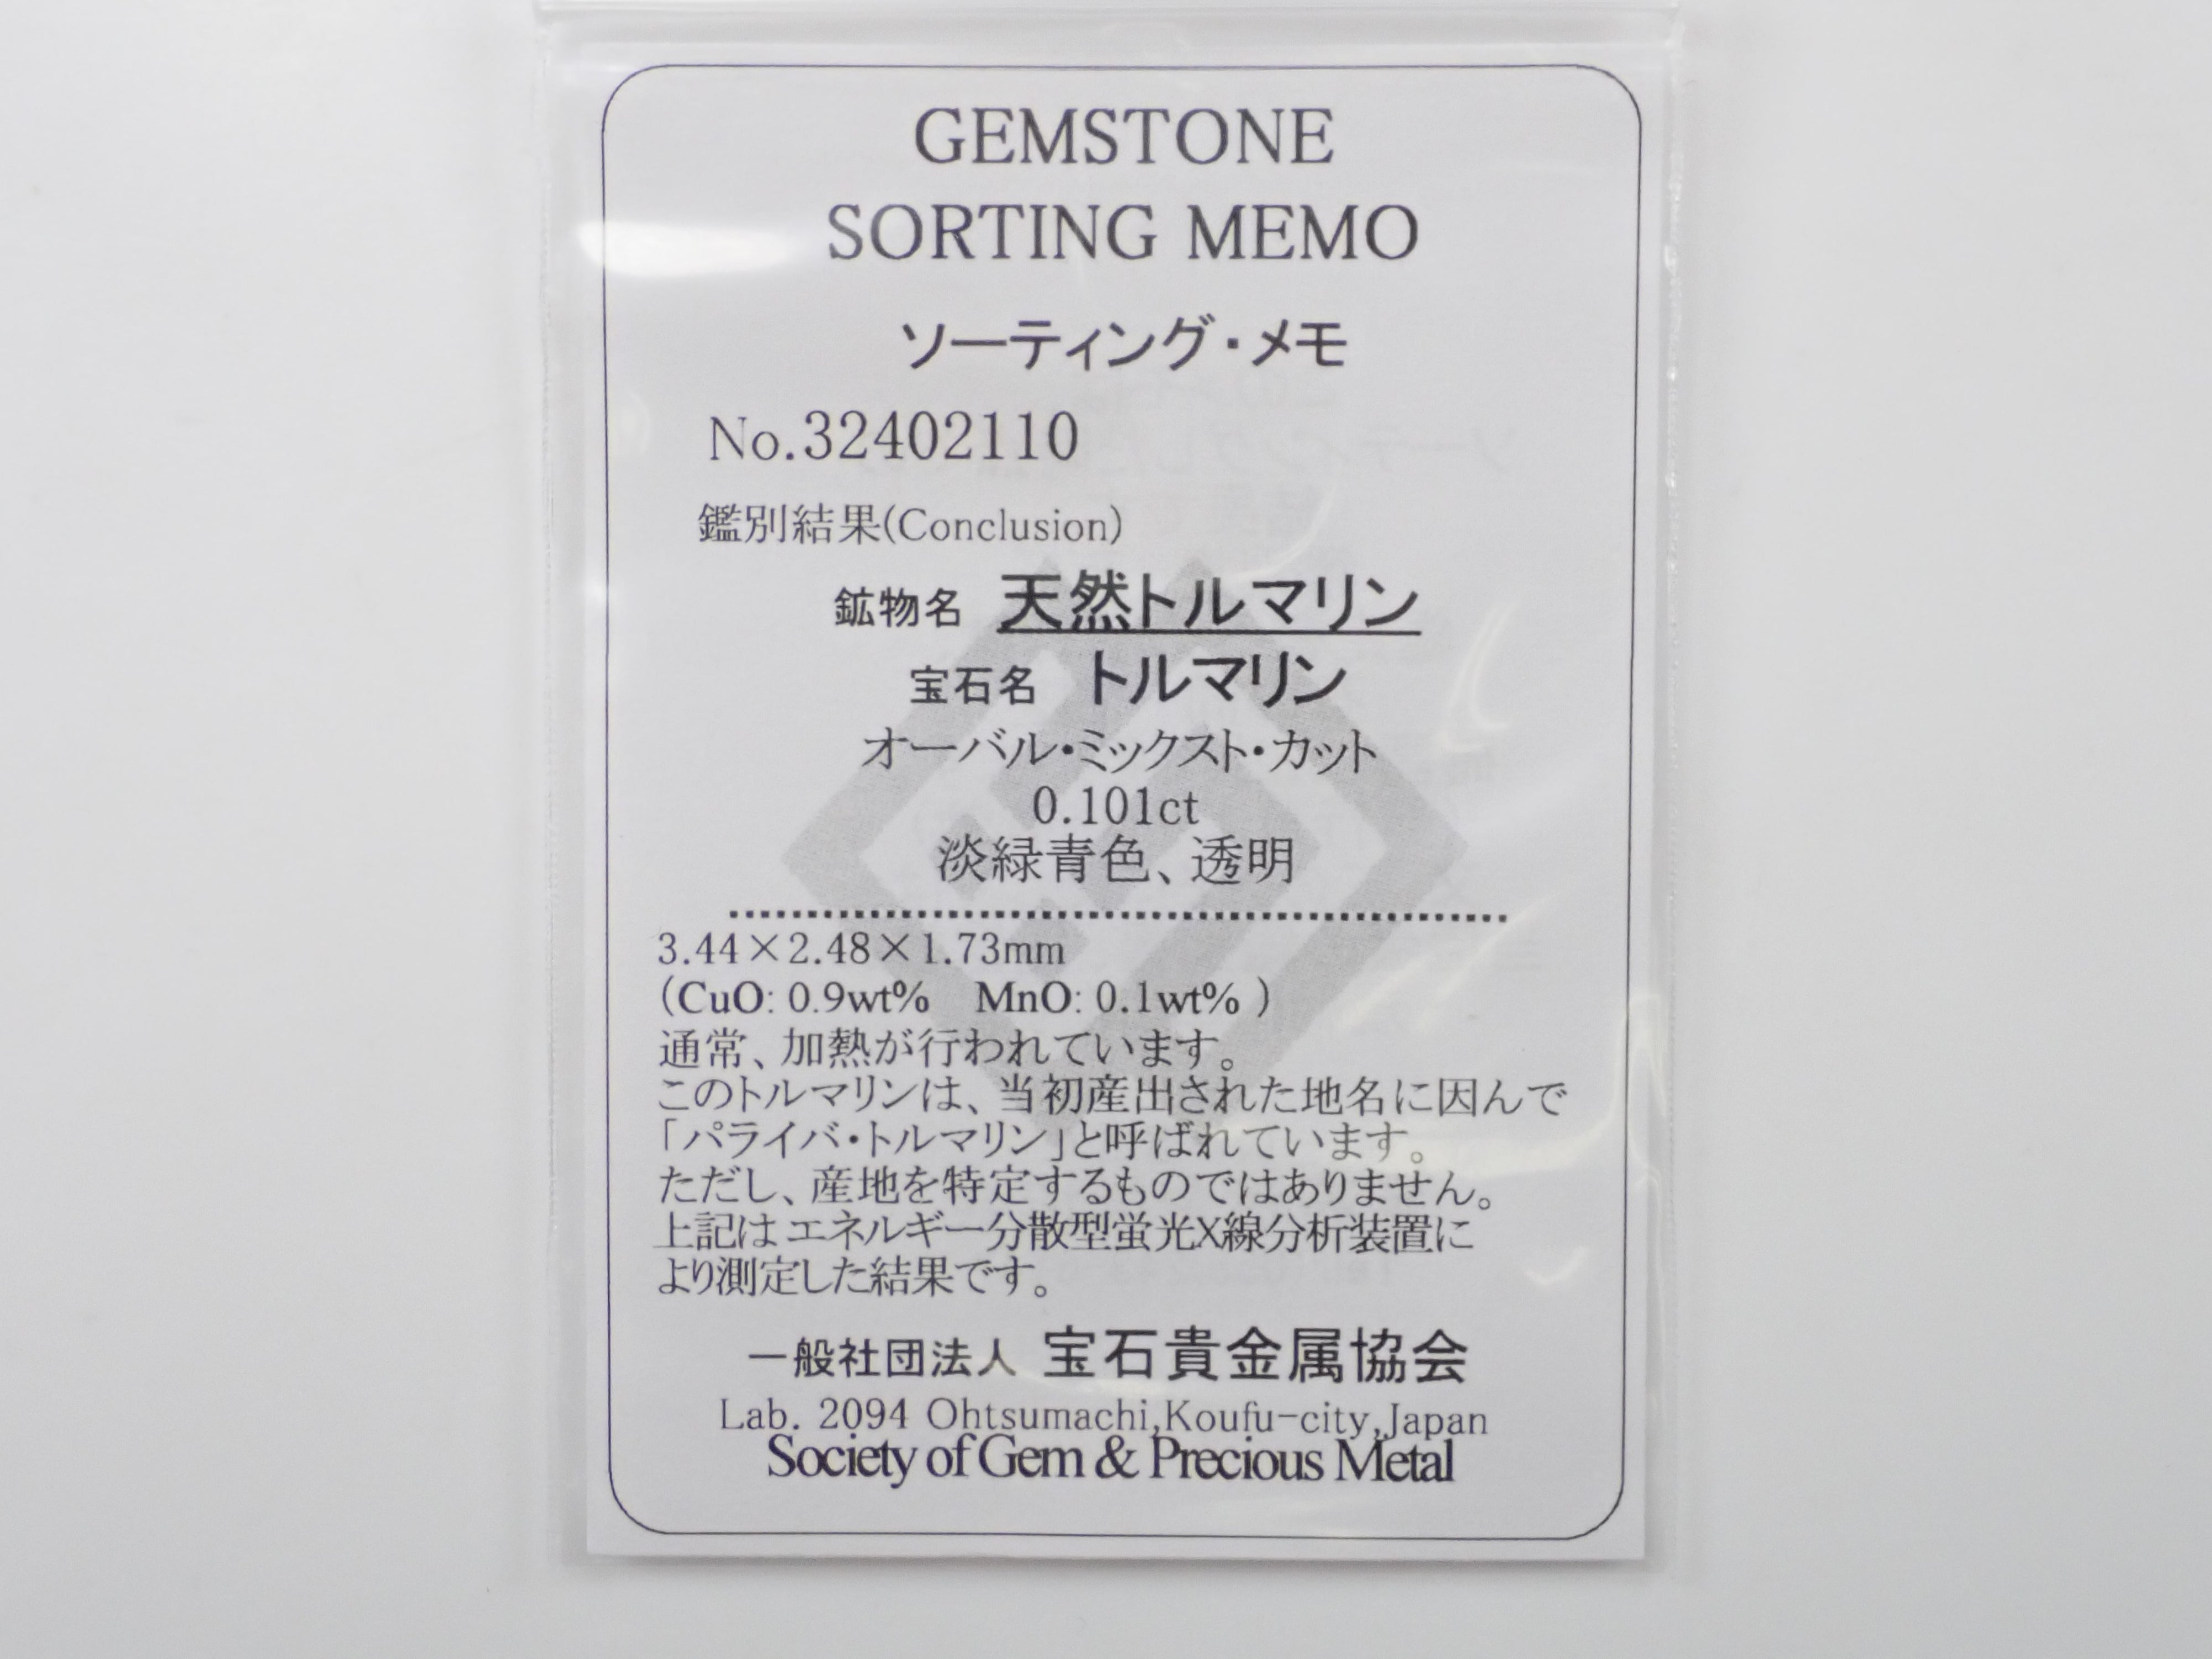 GEMSTONE
SORTING MEMO
ソーティング・メモ
No.32402110
鑑別結果(Conclusion)
鉱物名 天然トルマリン
宝石名 トルマリン
オーバル・ミックスト・カット
0.101ct
淡緑青色、透明
3.44×2.48×1.73mm
(CuO: 0.9wt% MnO: 0.1wt% )
通常、加熱が行われています。
このトルマリンは、当初産出された地名に因んで
「パライバ・トルマリン」と呼ばれています。
ただし、産地を特定するものではありません。
上記はエネルギー分散型蛍光X線分析装置に
より測定した結果です。
一般社団法人 宝石貴金属協会
Lab. 2094 Ohtsumachi,Koufu-city,Japan
Society of Gem & Precious Metal